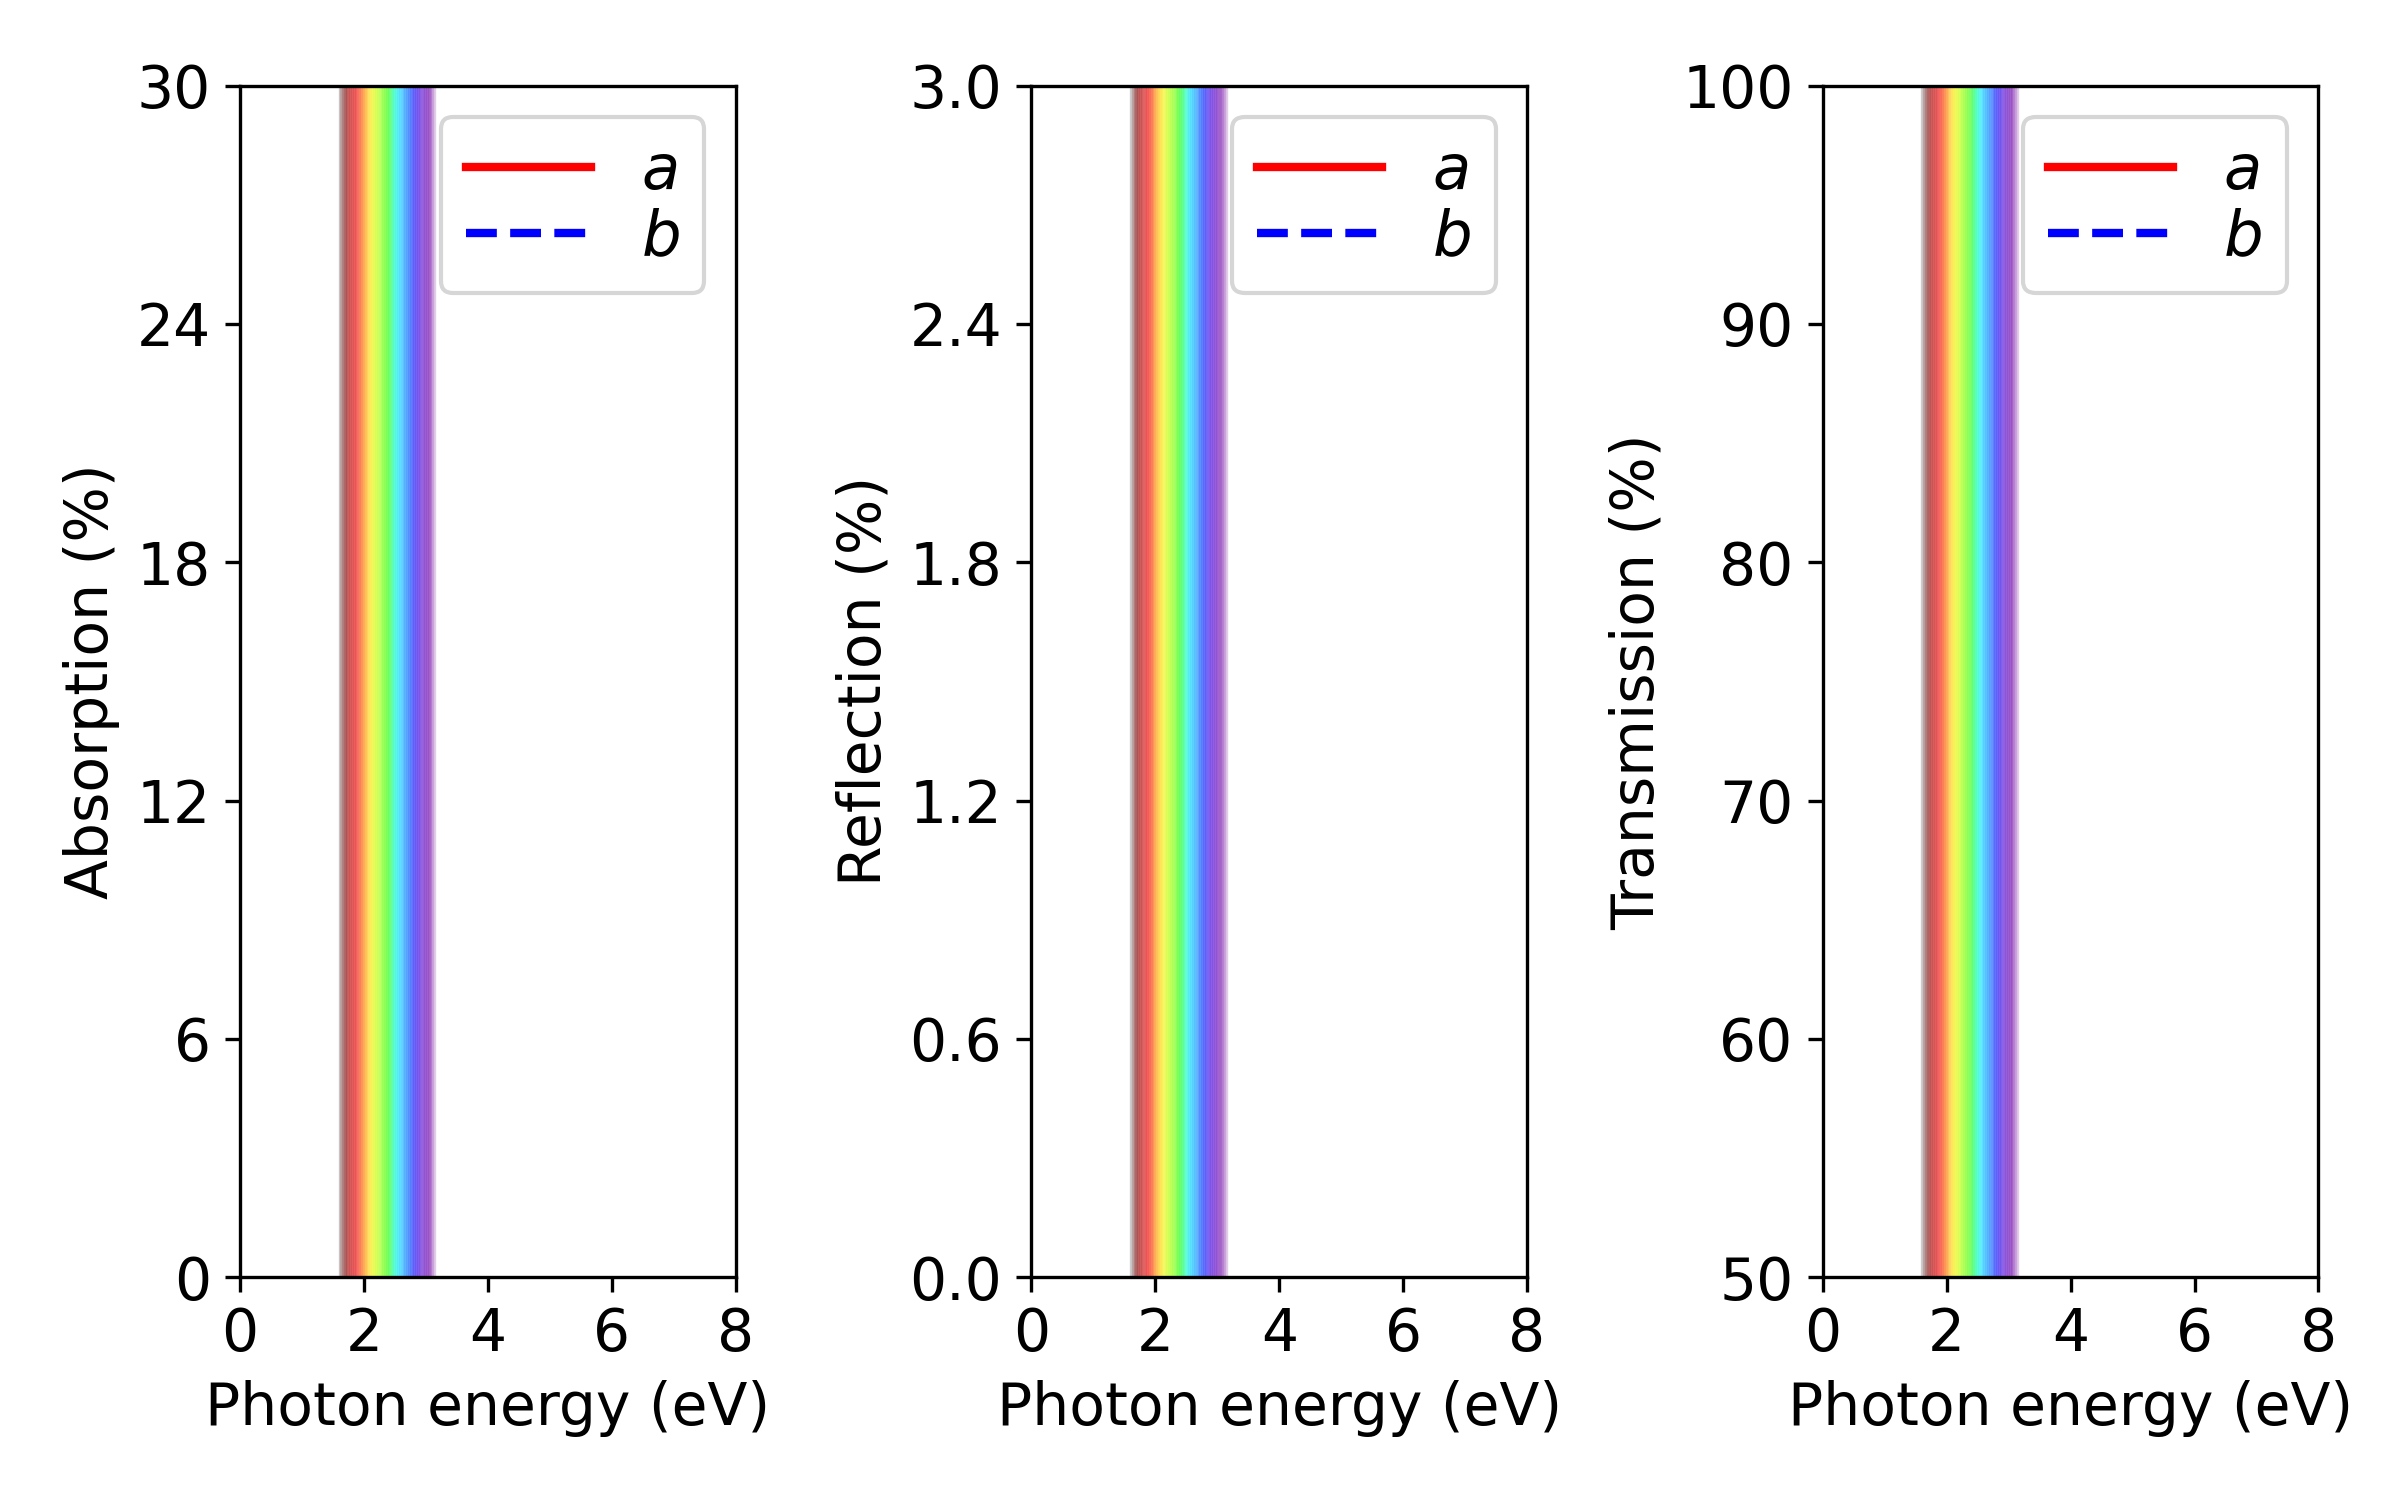 30
24
18
12
6
0
Absorption (%)
a
b
0 2 4 6 8
Photon energy (eV)
3.0
2.4
1.8
1.2
0.6
0.0
Reflection (%)
a
b
0 2 4 6 8
Photon energy (eV)
100
90
80
70
60
50
Transmission (%)
a
b
0 2 4 6 8
Photon energy (eV)